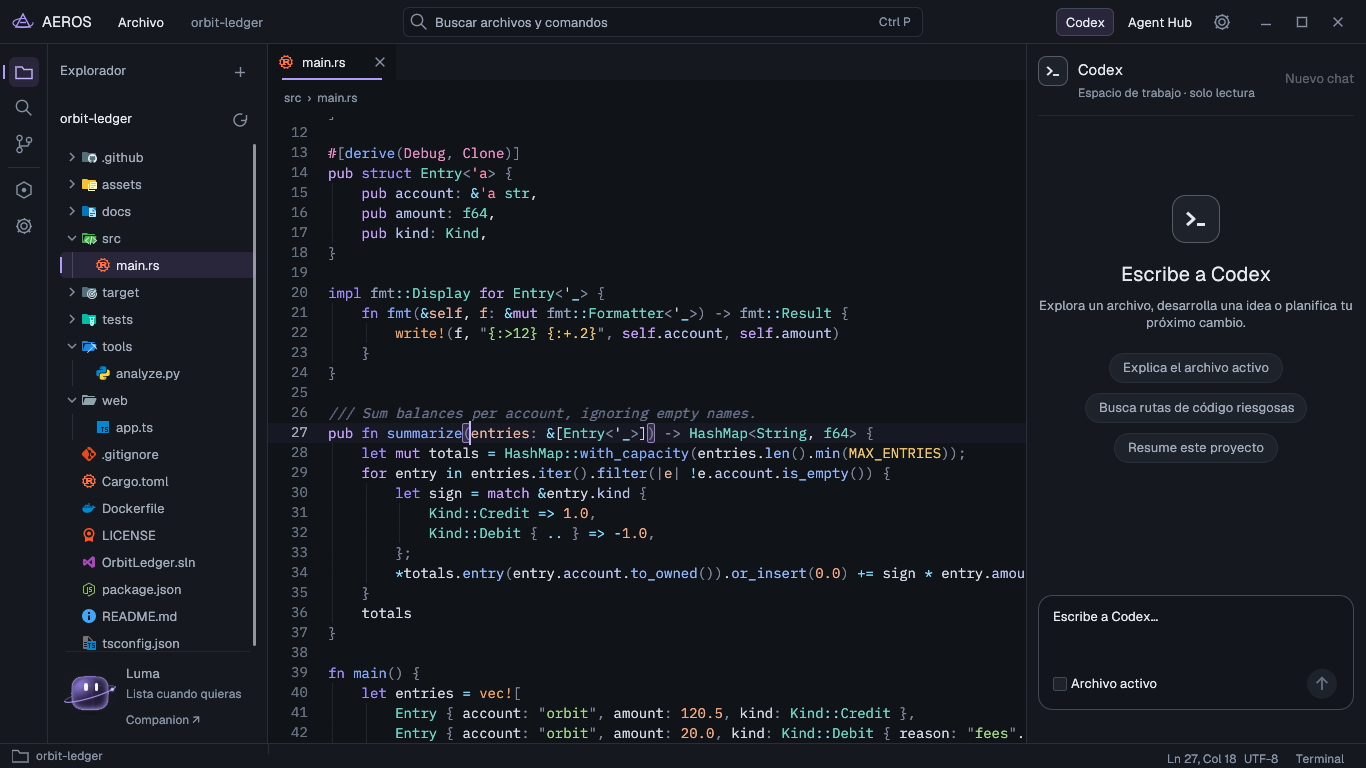 AEROS
Archivo
orbit-ledger
Buscar archivos y comandos
Ctrl P
Codex
Agent Hub
Explorador
orbit-ledger
.github
assets
docs
src
main.rs
target
tests
tools
analyze.py
web
app.ts
.gitignore
Cargo.toml
Dockerfile
LICENSE
OrbitLedger.sln
package.json
README.md
tsconfig.json
Luma
Lista cuando quieras
Companion ↗
main.rs
src › main.rs
12
13 #[derive(Debug, Clone)]
14 pub struct Entry<'a> {
15     pub account: &'a str,
16     pub amount: f64,
17     pub kind: Kind,
18 }
19
20 impl fmt::Display for Entry<'_> {
21     fn fmt(&self, f: &mut fmt::Formatter<'_>) -> fmt::Result {
22         write!(f, "{:>12} {:+.2}", self.account, self.amount)
23     }
24 }
25
26 /// Sum balances per account, ignoring empty names.
27 pub fn summarize(entries: &[Entry<'_>]) -> HashMap<String, f64> {
28     let mut totals = HashMap::with_capacity(entries.len().min(MAX_ENTRIES));
29     for entry in entries.iter().filter(|e| !e.account.is_empty()) {
30         let sign = match &entry.kind {
31             Kind::Credit => 1.0,
32             Kind::Debit { .. } => -1.0,
33         };
34         *totals.entry(entry.account.to_owned()).or_insert(0.0) += sign * entry.amou
35     }
36     totals
37 }
38
39 fn main() {
40     let entries = vec![
41         Entry { account: "orbit", amount: 120.5, kind: Kind::Credit },
42         Entry { account: "orbit", amount: 20.0, kind: Kind::Debit { reason: "fees".
Codex
Espacio de trabajo · solo lectura
Nuevo chat
Escribe a Codex
Explora un archivo, desarrolla una idea o planifica tu
próximo cambio.
Explica el archivo activo
Busca rutas de código riesgosas
Resume este proyecto
Escribe a Codex…
Archivo activo
orbit-ledger
Ln 27, Col 18
UTF-8
Terminal